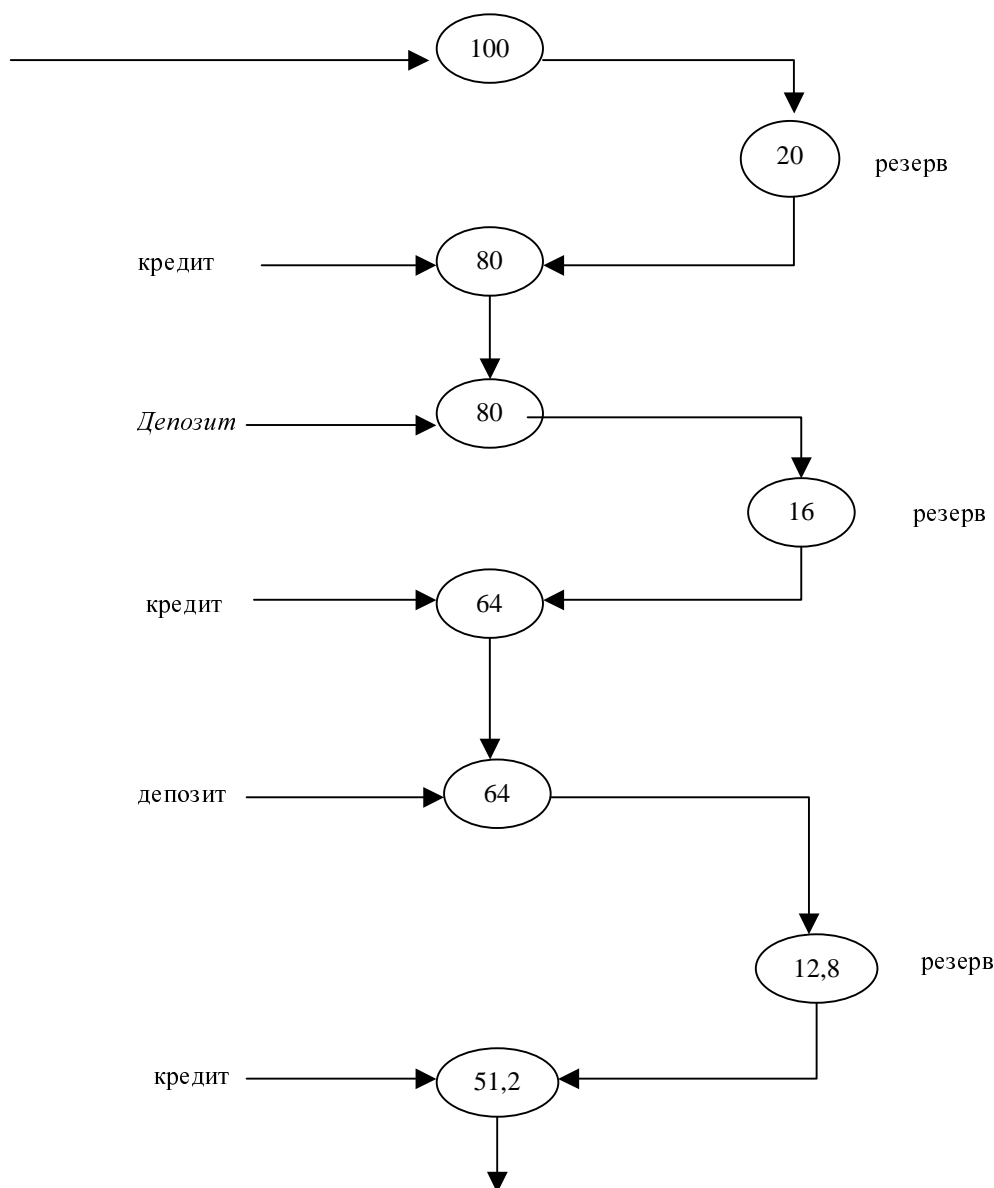 100
20
резерв
кредит
80
Депозит
80
16
резерв
кредит
64
депозит
64
12,8
резерв
кредит
51,2